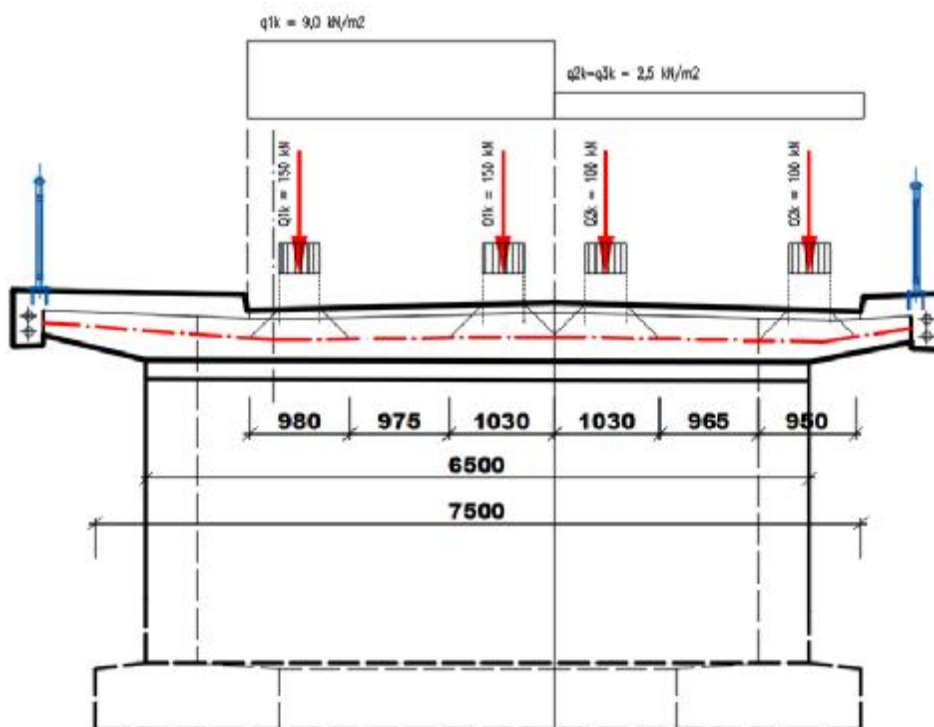 q1k = 9,0 kN/m2
q2k=q3k = 2,5 kN/m2
Q1k = 150 kN
Q1k = 150 kN
Q2k = 100 kN
Q2k = 100 kN
980 975 1030 1030 965 950
6500
7500